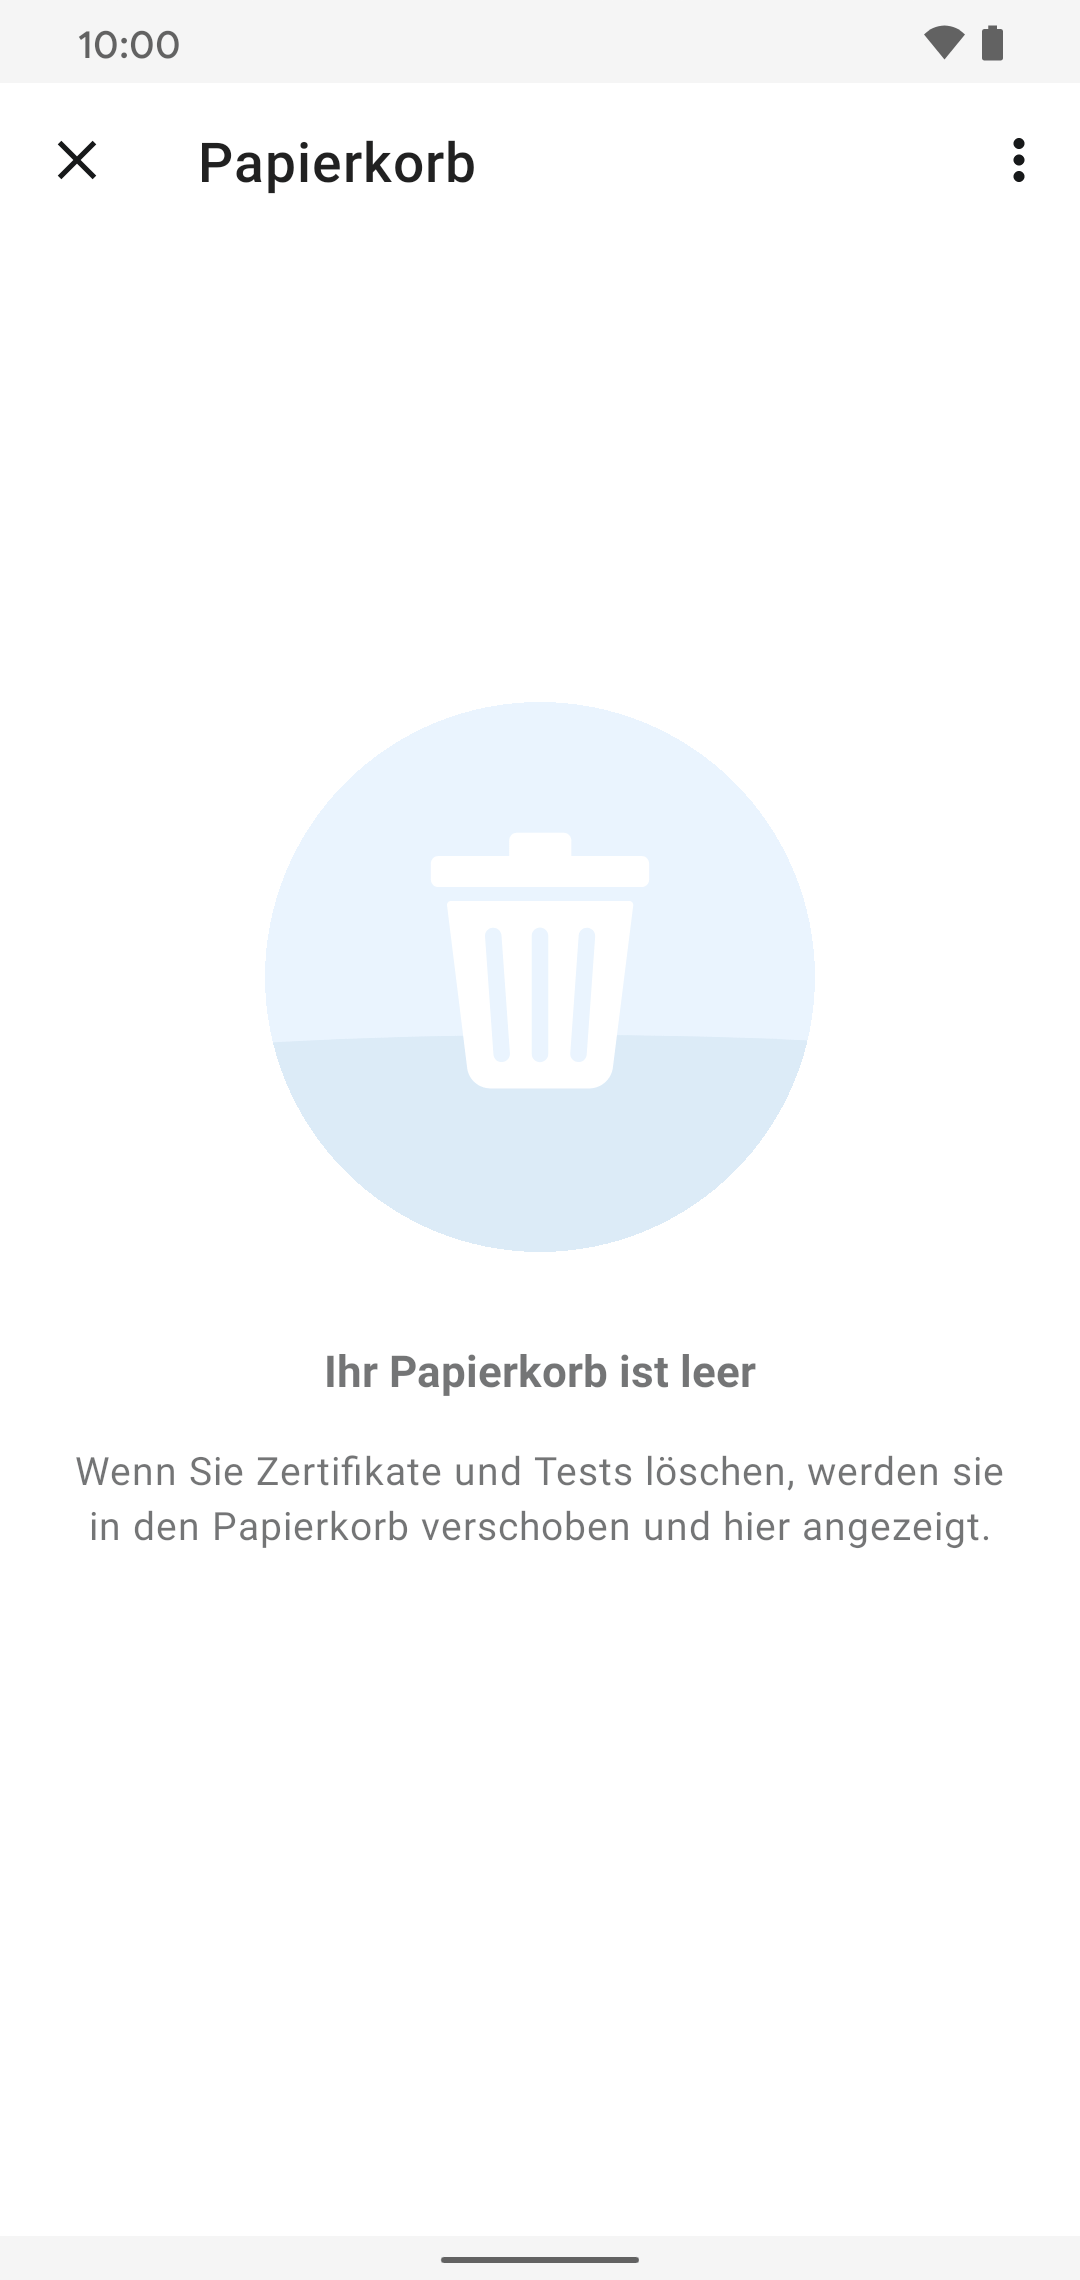 10:00
Papierkorb
Ihr Papierkorb ist leer
Wenn Sie Zertifikate und Tests löschen, werden sie
in den Papierkorb verschoben und hier angezeigt.